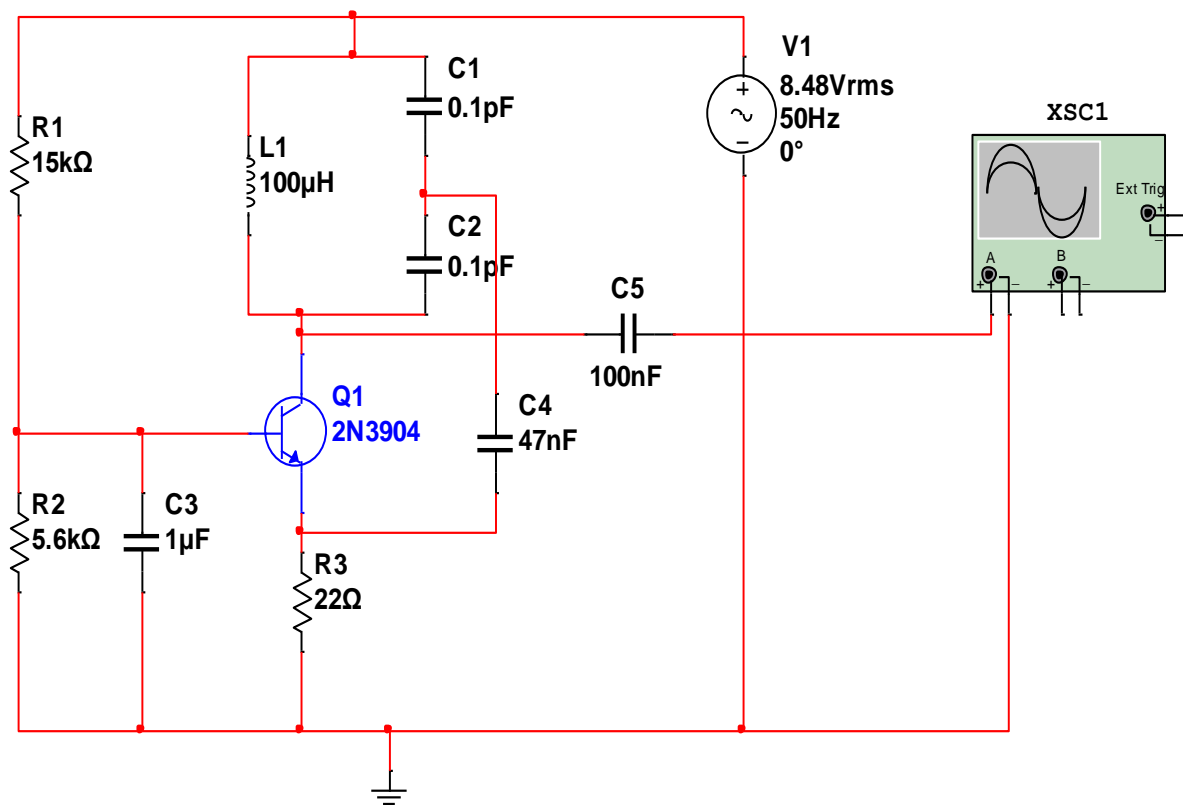 V1
8.48Vrms
50Hz
0°
C1
0.1pF
XSC1
R1
15kΩ
L1
100µH
Ext Trig
+
−
C2
0.1pF
A
B
+
−
+
−
C5
100nF
Q1
2N3904
C4
47nF
R2
5.6kΩ
C3
1µF
R3
22Ω